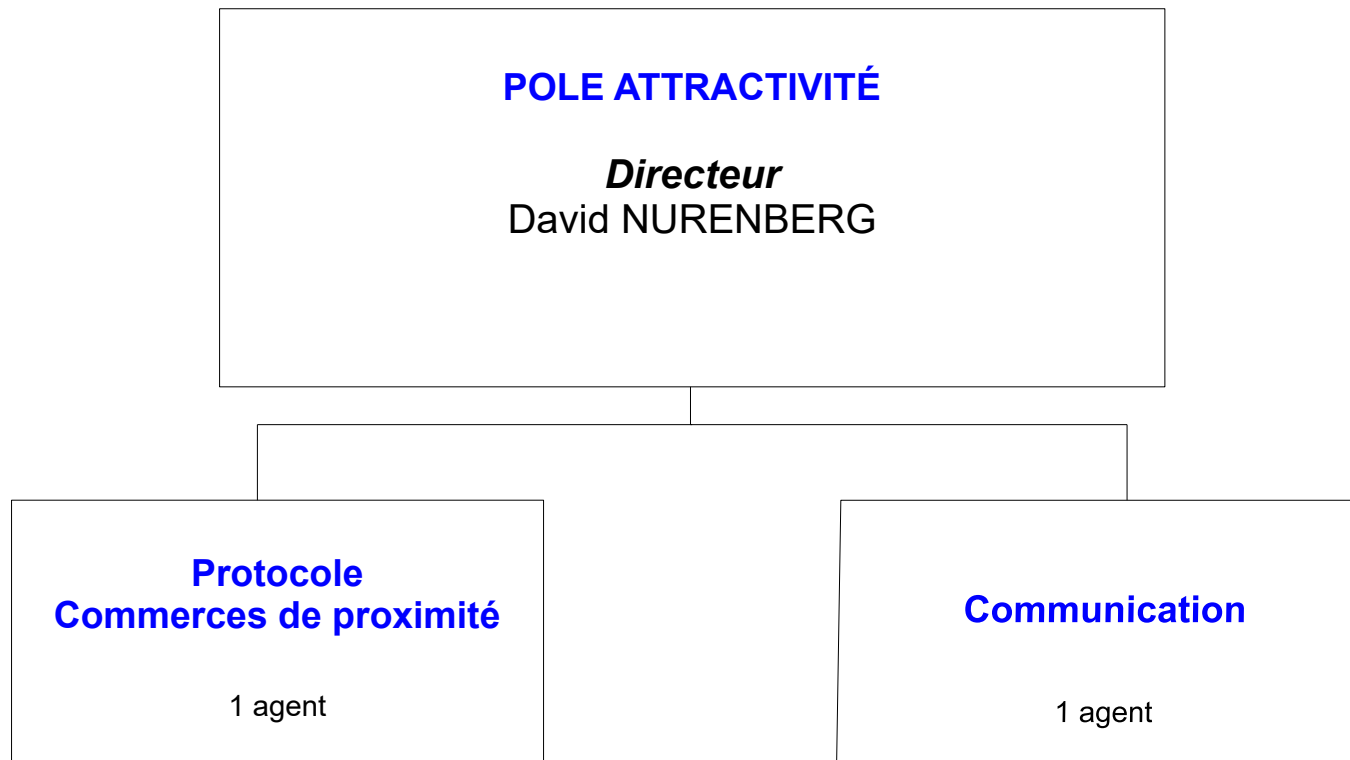 POLE ATTRACTIVITÉ
Directeur
David NURENBERG
Protocole
Commerces de proximité
1 agent
Communication
1 agent